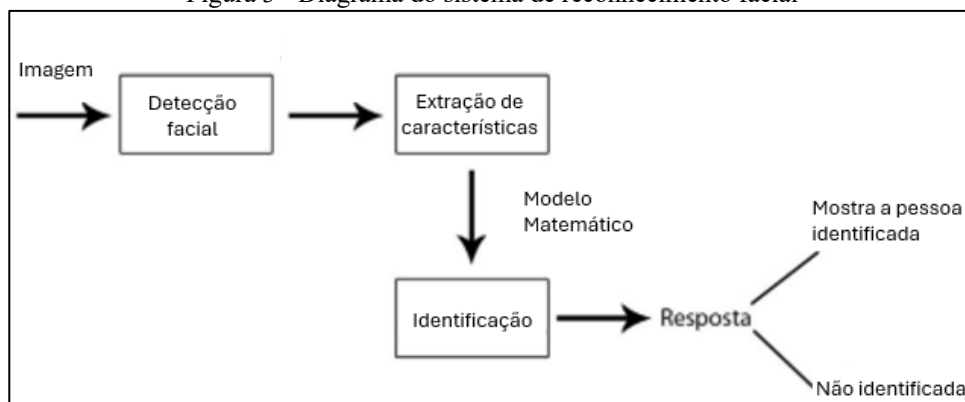 Figura 3 - Diagrama do sistema de reconhecimento facial
Imagem
Detecção
facial
Extração de
características
Modelo
Matemático
Identificação
Resposta
Mostra a pessoa
identificada
Não identificada